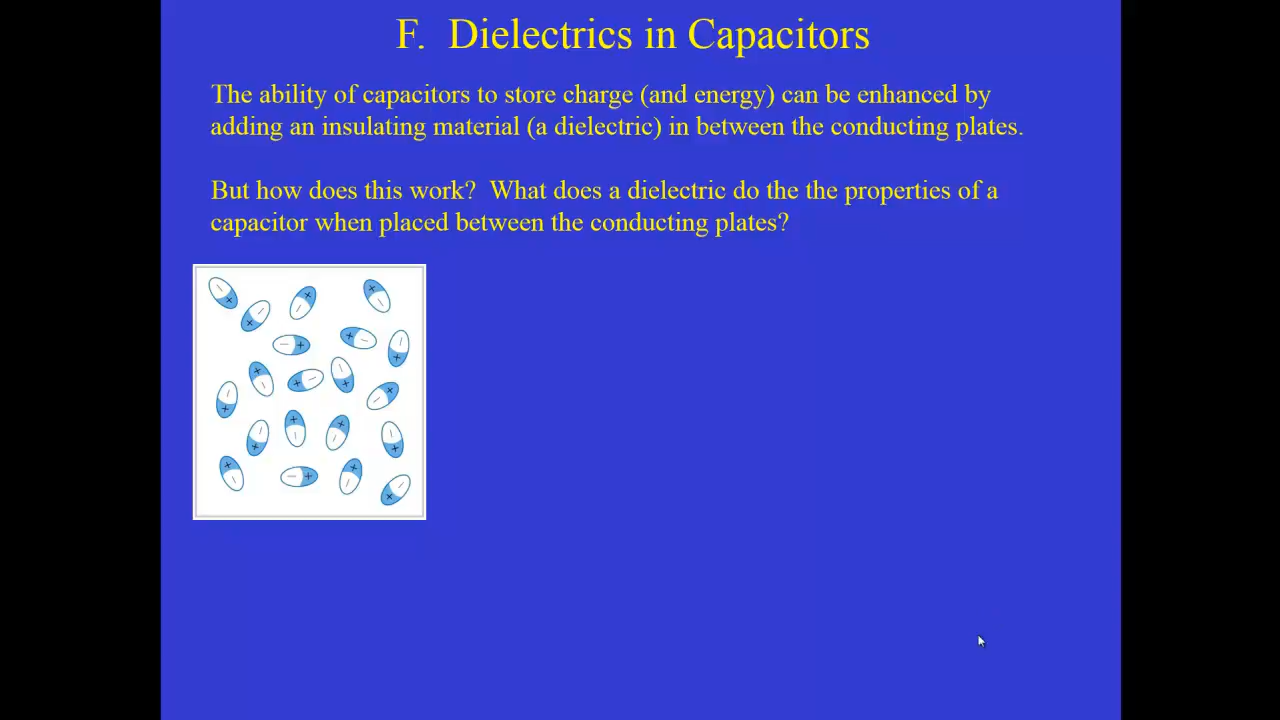 F. Dielectrics in Capacitors
The ability of capacitors to store charge (and energy) can be enhanced by
adding an insulating material (a dielectric) in between the conducting plates.
But how does this work? What does a dielectric do the the properties of a
capacitor when placed between the conducting plates?